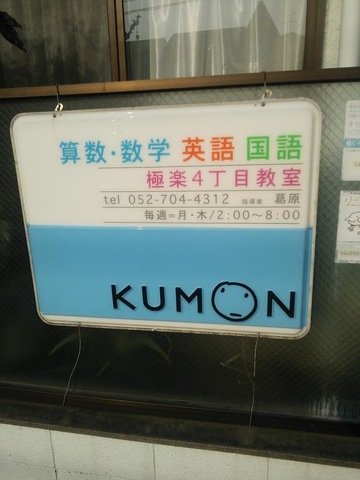 算数・数学 英語 国語
極楽4丁目教室
tel 052-704-4312 指導者 葛原
毎週=月・木/2:00～8:00
KUMON